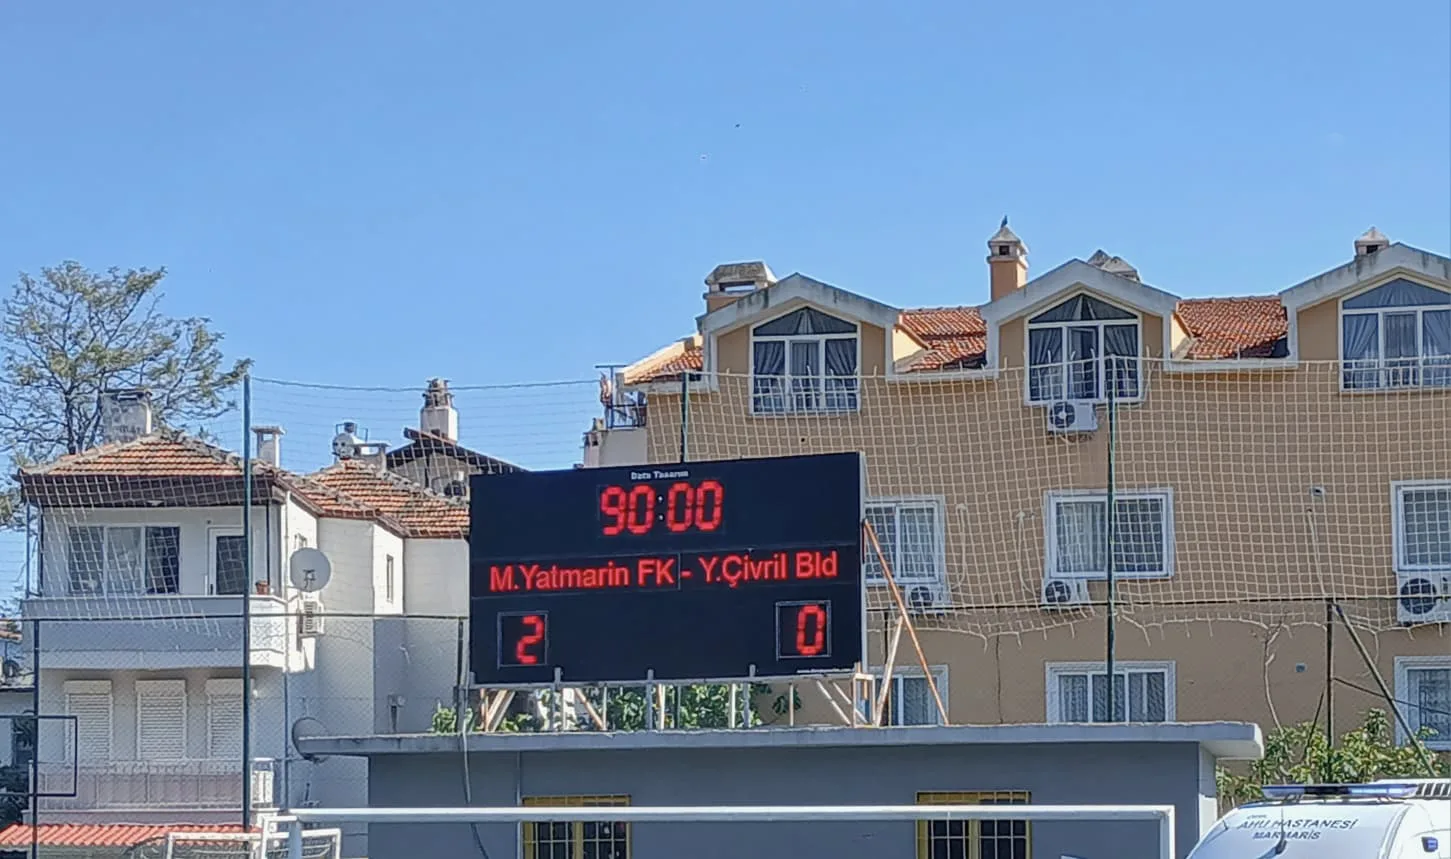 Data Tasarım
90:00
M.Yatmarin FK - Y.Çivril Bld
2
0
AHU HASTANESİ
MARMARİS